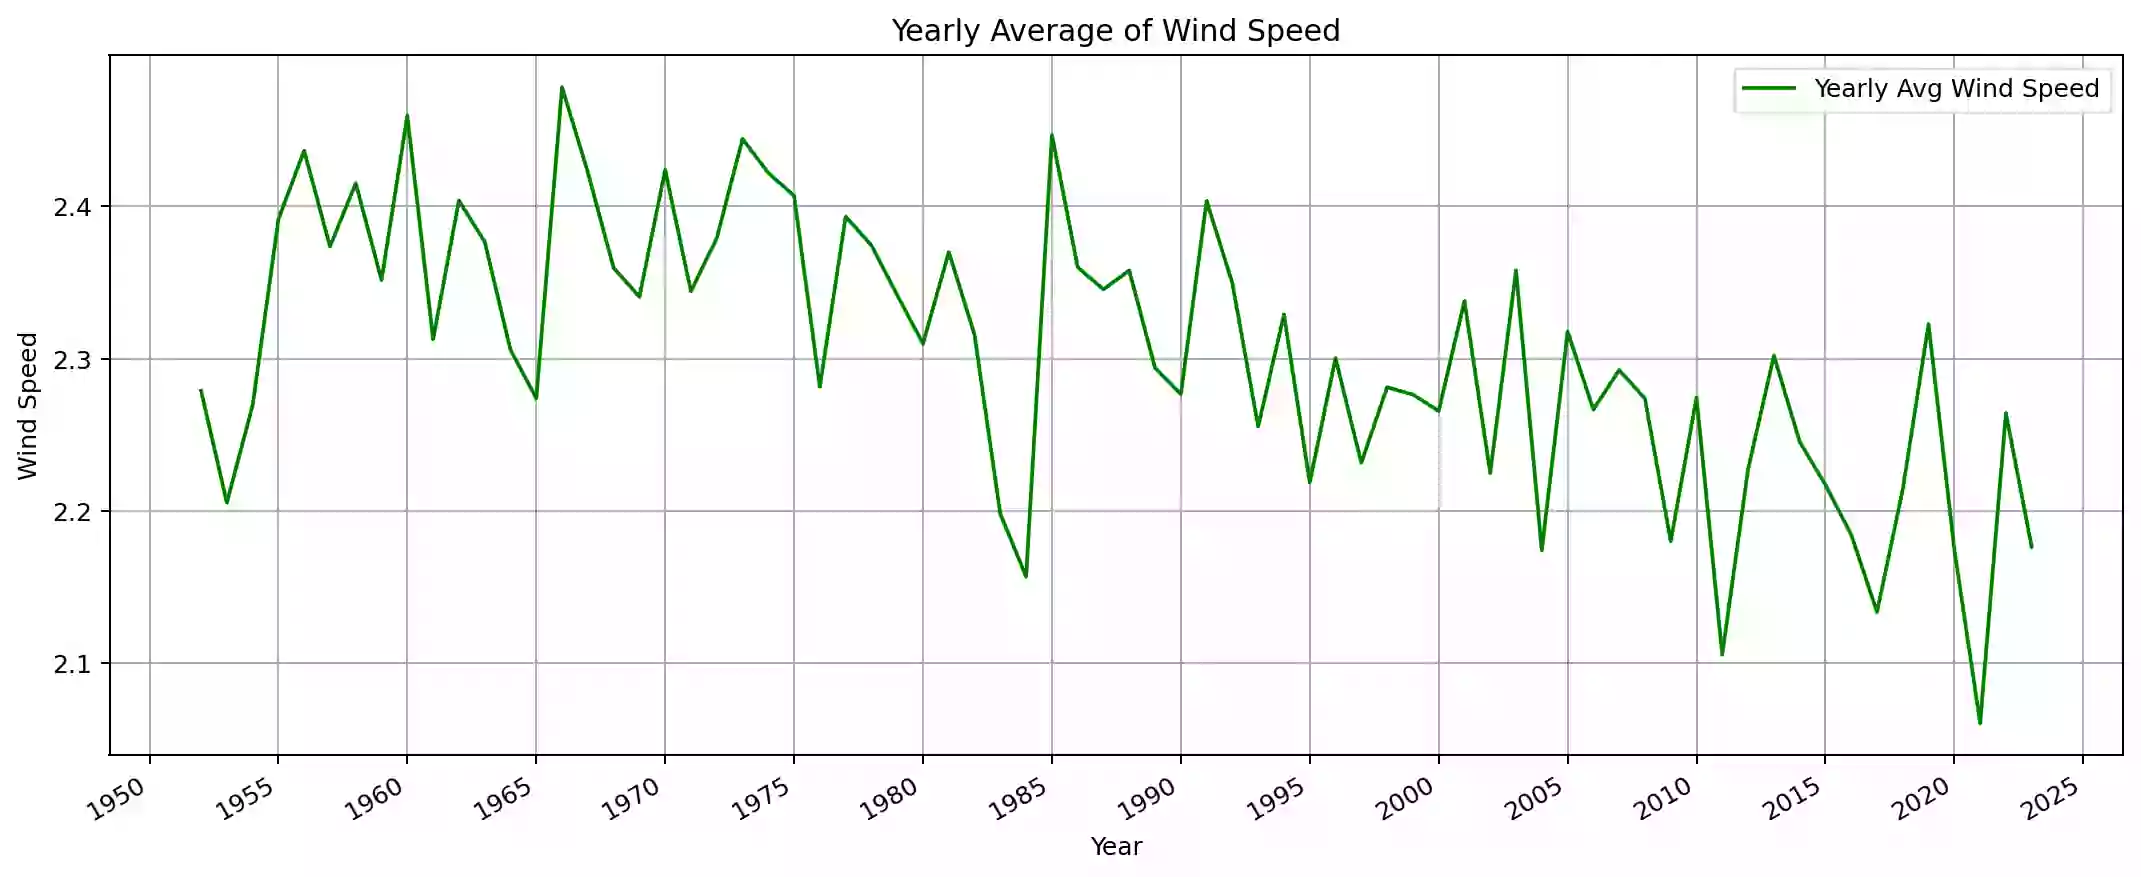 Yearly Average of Wind Speed
Yearly Avg Wind Speed
2.4
2.3
2.2
2.1
Wind Speed
1950 1955 1960 1965 1970 1975 1980 1985 1990 1995 2000 2005 2010 2015 2020 2025
Year